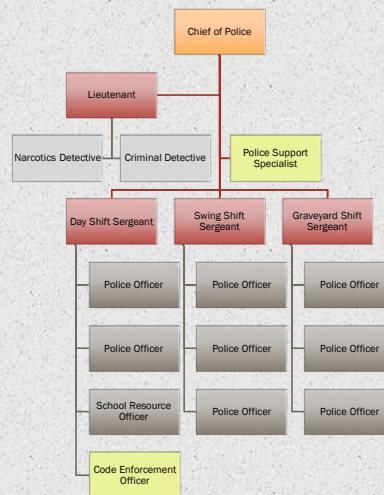 Chief of Police
Lieutenant
Narcotics Detective
Criminal Detective
Police Support
Specialist
Day Shift Sergeant
Swing Shift
Sergeant
Graveyard Shift
Sergeant
Police Officer
Police Officer
Police Officer
Police Officer
Police Officer
Police Officer
School Resource
Officer
Police Officer
Police Officer
Code Enforcement
Officer